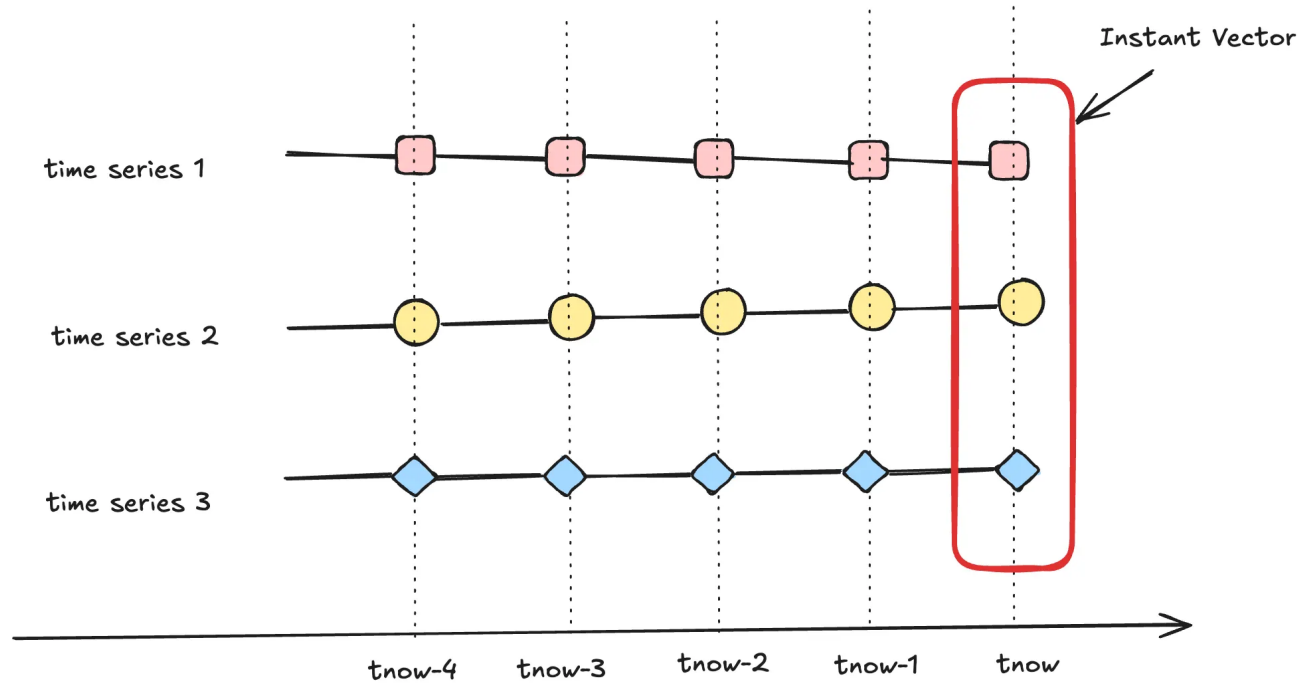 Instant Vector
time series 1
time series 2
time series 3
tnow-4 tnow-3 tnow-2 tnow-1 tnow